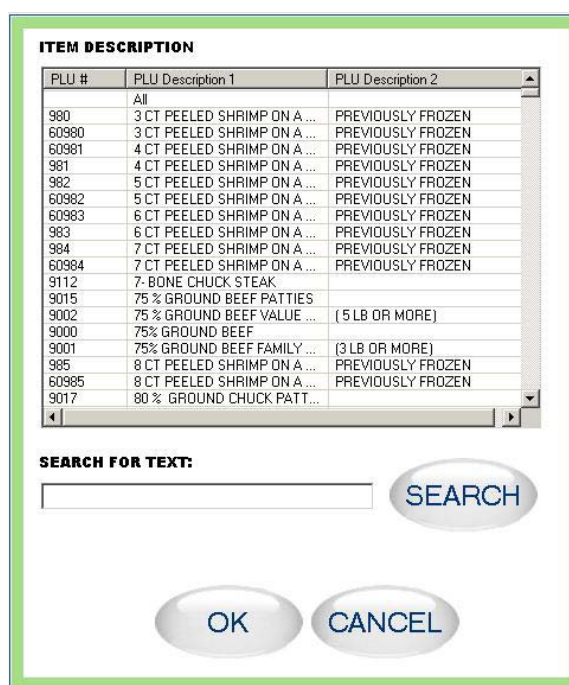 ITEM DESCRIPTION
PLU # PLU Description 1 PLU Description 2
All
980 3 CT PEELED SHRIMP ON A ... PREVIOUSLY FROZEN
60980 3 CT PEELED SHRIMP ON A ... PREVIOUSLY FROZEN
60981 4 CT PEELED SHRIMP ON A ... PREVIOUSLY FROZEN
981 4 CT PEELED SHRIMP ON A ... PREVIOUSLY FROZEN
982 5 CT PEELED SHRIMP ON A ... PREVIOUSLY FROZEN
60982 5 CT PEELED SHRIMP ON A ... PREVIOUSLY FROZEN
60983 6 CT PEELED SHRIMP ON A ... PREVIOUSLY FROZEN
983 6 CT PEELED SHRIMP ON A ... PREVIOUSLY FROZEN
984 7 CT PEELED SHRIMP ON A ... PREVIOUSLY FROZEN
60984 7 CT PEELED SHRIMP ON A ... PREVIOUSLY FROZEN
9112 7- BONE CHUCK STEAK
9015 75 % GROUND BEEF PATTIES
9002 75 % GROUND BEEF VALUE ... ( 5 LB OR MORE)
9000 75% GROUND BEEF
9001 75% GROUND BEEF FAMILY ... (3 LB OR MORE)
985 8 CT PEELED SHRIMP ON A ... PREVIOUSLY FROZEN
60985 8 CT PEELED SHRIMP ON A ... PREVIOUSLY FROZEN
9017 80 % GROUND CHUCK PATT...
SEARCH FOR TEXT:
SEARCH
OK CANCEL